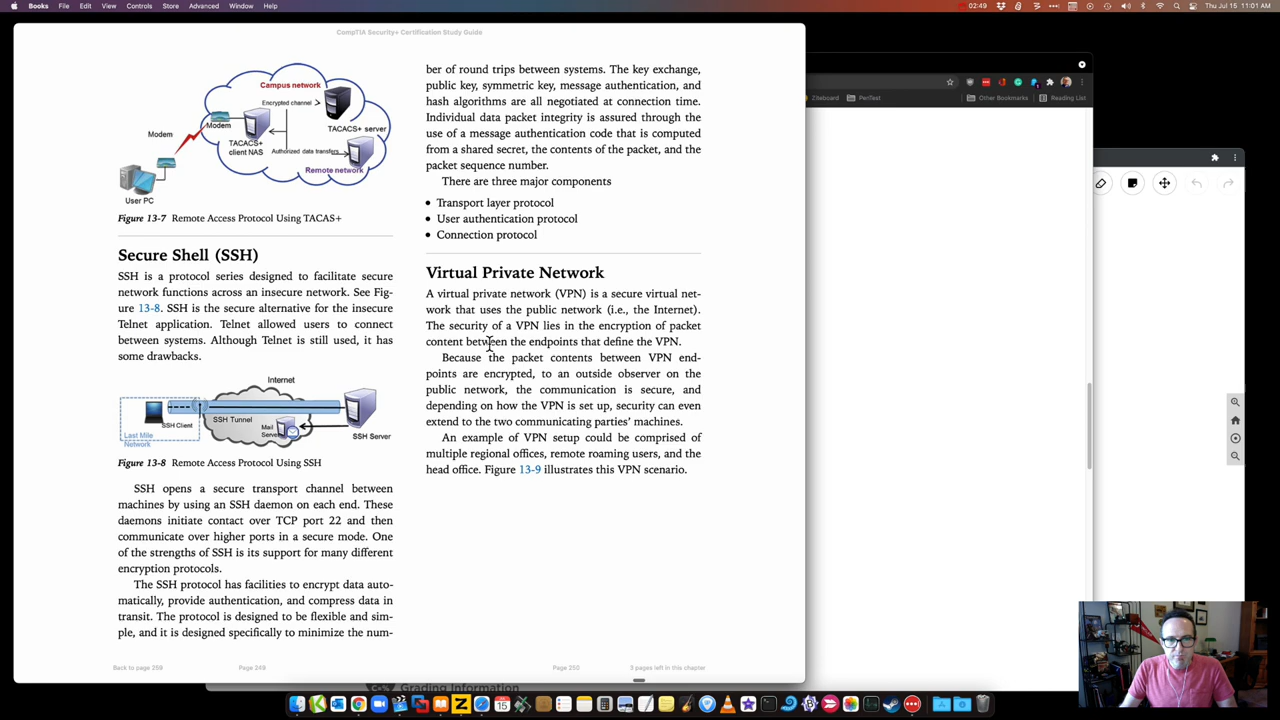 Books File Edit View Controls Store Advanced Window Help
02:49
Thu Jul 15 11:01 AM
CompTIA Security+ Certification Study Guide
Campus network
Encrypted channel
Modem
TACACS+ server
Modem
TACACS+
client NAS
Authorized data transfers
Remote network
User PC
Figure 13-7 Remote Access Protocol Using TACAS+
Secure Shell (SSH)
SSH is a protocol series designed to facilitate secure
network functions across an insecure network. See Fig-
ure 13-8. SSH is the secure alternative for the insecure
Telnet application. Telnet allowed users to connect
between systems. Although Telnet is still used, it has
some drawbacks.
Internet
SSH Client
SSH Tunnel
Mail
Server
SSH Server
Last Mile
Network
Figure 13-8 Remote Access Protocol Using SSH
SSH opens a secure transport channel between
machines by using an SSH daemon on each end. These
daemons initiate contact over TCP port 22 and then
communicate over higher ports in a secure mode. One
of the strengths of SSH is its support for many different
encryption protocols.
The SSH protocol has facilities to encrypt data auto-
matically, provide authentication, and compress data in
transit. The protocol is designed to be flexible and sim-
ple, and it is designed specifically to minimize the num-
ber of round trips between systems. The key exchange,
public key, symmetric key, message authentication, and
hash algorithms are all negotiated at connection time.
Individual data packet integrity is assured through the
use of a message authentication code that is computed
from a shared secret, the contents of the packet, and the
packet sequence number.
There are three major components
• Transport layer protocol
• User authentication protocol
• Connection protocol
Virtual Private Network
A virtual private network (VPN) is a secure virtual net-
work that uses the public network (i.e., the Internet).
The security of a VPN lies in the encryption of packet
content between the endpoints that define the VPN.
Because the packet contents between VPN end-
points are encrypted, to an outside observer on the
public network, the communication is secure, and
depending on how the VPN is set up, security can even
extend to the two communicating parties' machines.
An example of VPN setup could be comprised of
multiple regional offices, remote roaming users, and the
head office. Figure 13-9 illustrates this VPN scenario.
Back to page 259
Page 249
Page 250
3 pages left in this chapter
Ziteboard
PenTest
Other Bookmarks
Reading List
Grading Information